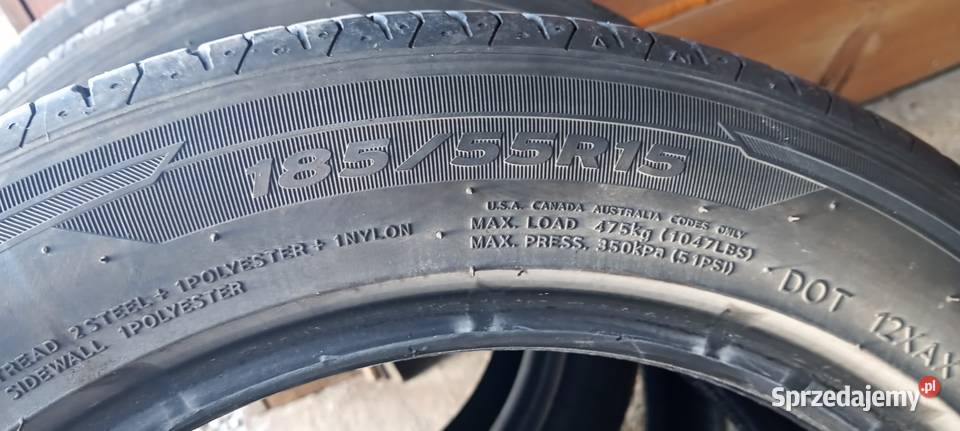 185/55R15
U.S.A. CANADA AUSTRALIA CODES ONLY
MAX. LOAD 475kg (1047LBS)
MAX. PRESS. 350kPa (51PSI)
TREAD 2STEEL + 1POLYESTER + 1NYLON
SIDEWALL 1POLYESTER
DOT 12XAX
Sprzedajemy.pl